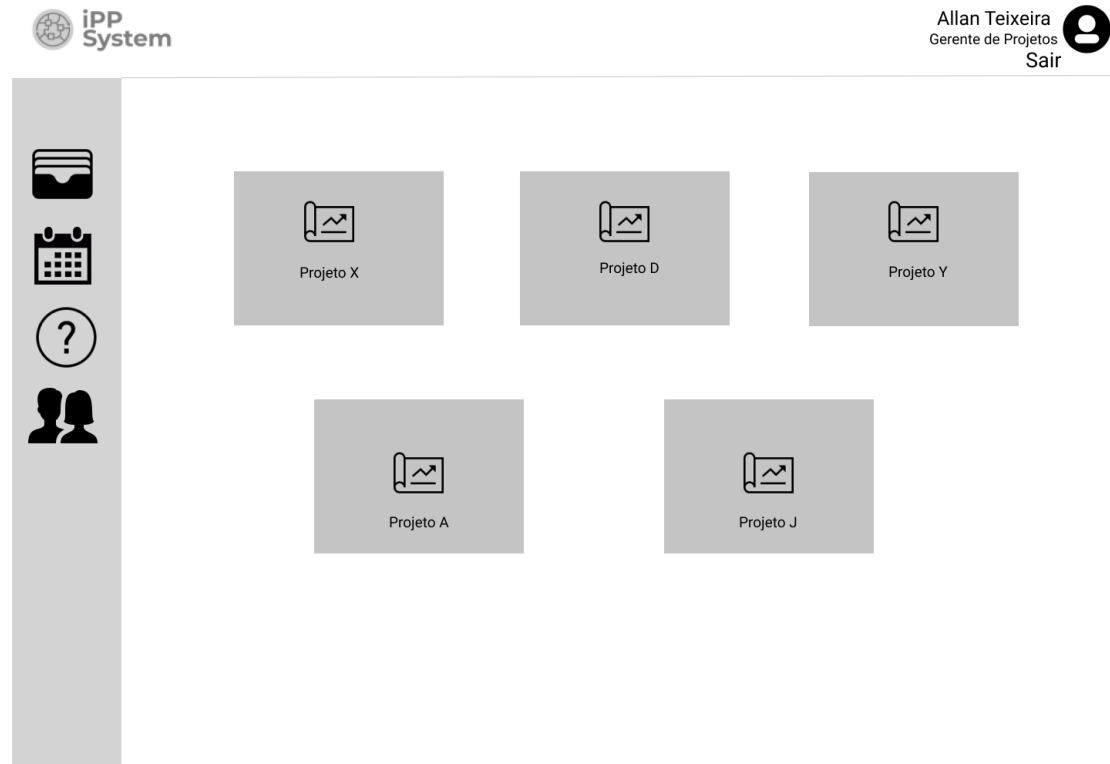 iPP
System
Allan Teixeira
Gerente de Projetos
Sair
?
Projeto X
Projeto D
Projeto Y
Projeto A
Projeto J